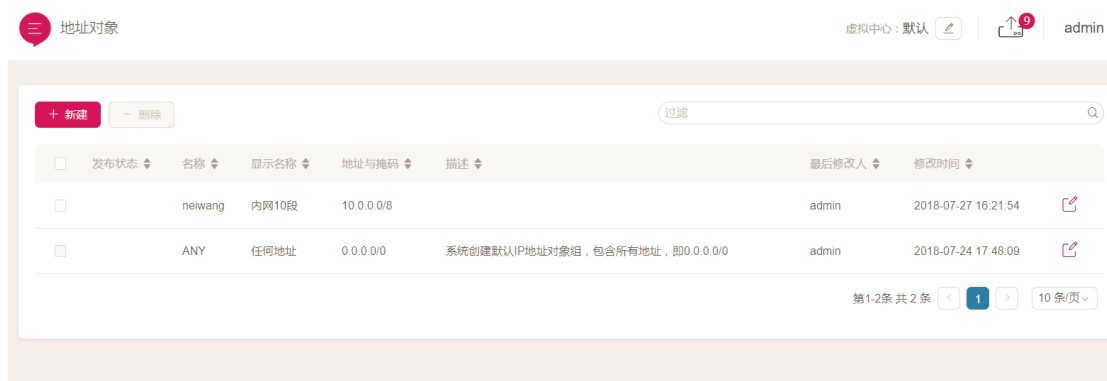 地址对象 虚拟中心：默认 9 admin
+ 新建 − 删除 过滤
发布状态 名称 显示名称 地址与掩码 描述 最后修改人 修改时间
neiwang 内网10段 10.0.0.0/8 admin 2018-07-27 16:21:54
ANY 任何地址 0.0.0.0/0 系统创建默认IP地址对象组，包含所有地址，即0.0.0.0/0 admin 2018-07-24 17:48:09
第1-2条 共 2 条 < 1 > 10 条/页